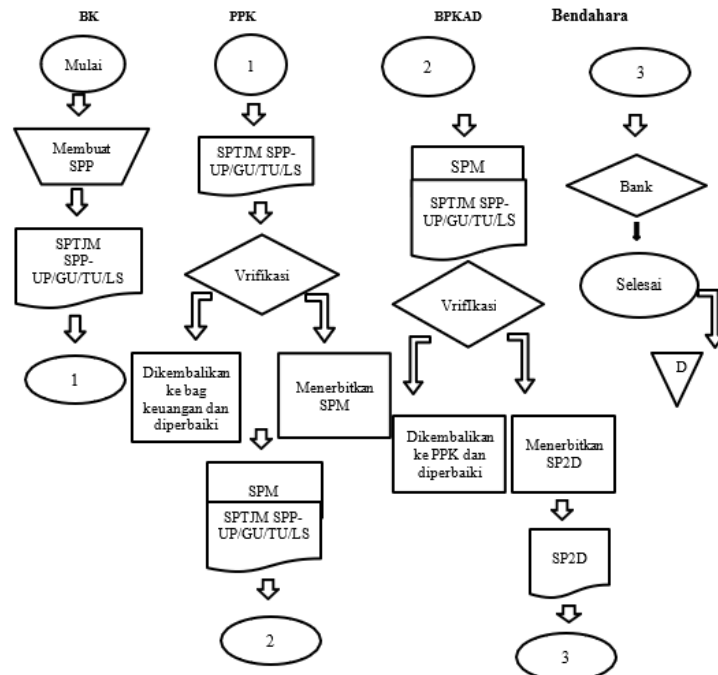 BK
PPK
BPKAD
Bendahara
Mulai
Membuat
SPP
SPTJM
SPP-
UP/GU/TU/LS
1
1
SPTJM SPP-
UP/GU/TU/LS
Vrifikasi
Dikembalikan
ke bag
keuangan dan
diperbaiki
Menerbitkan
SPM
SPM
SPTJM SPP-
UP/GU/TU/LS
2
2
SPM
SPTJM SPP-
UP/GU/TU/LS
VrifIkasi
Dikembalikan
ke PPK dan
diperbaiki
Menerbitkan
SP2D
SP2D
3
3
Bank
Selesai
D